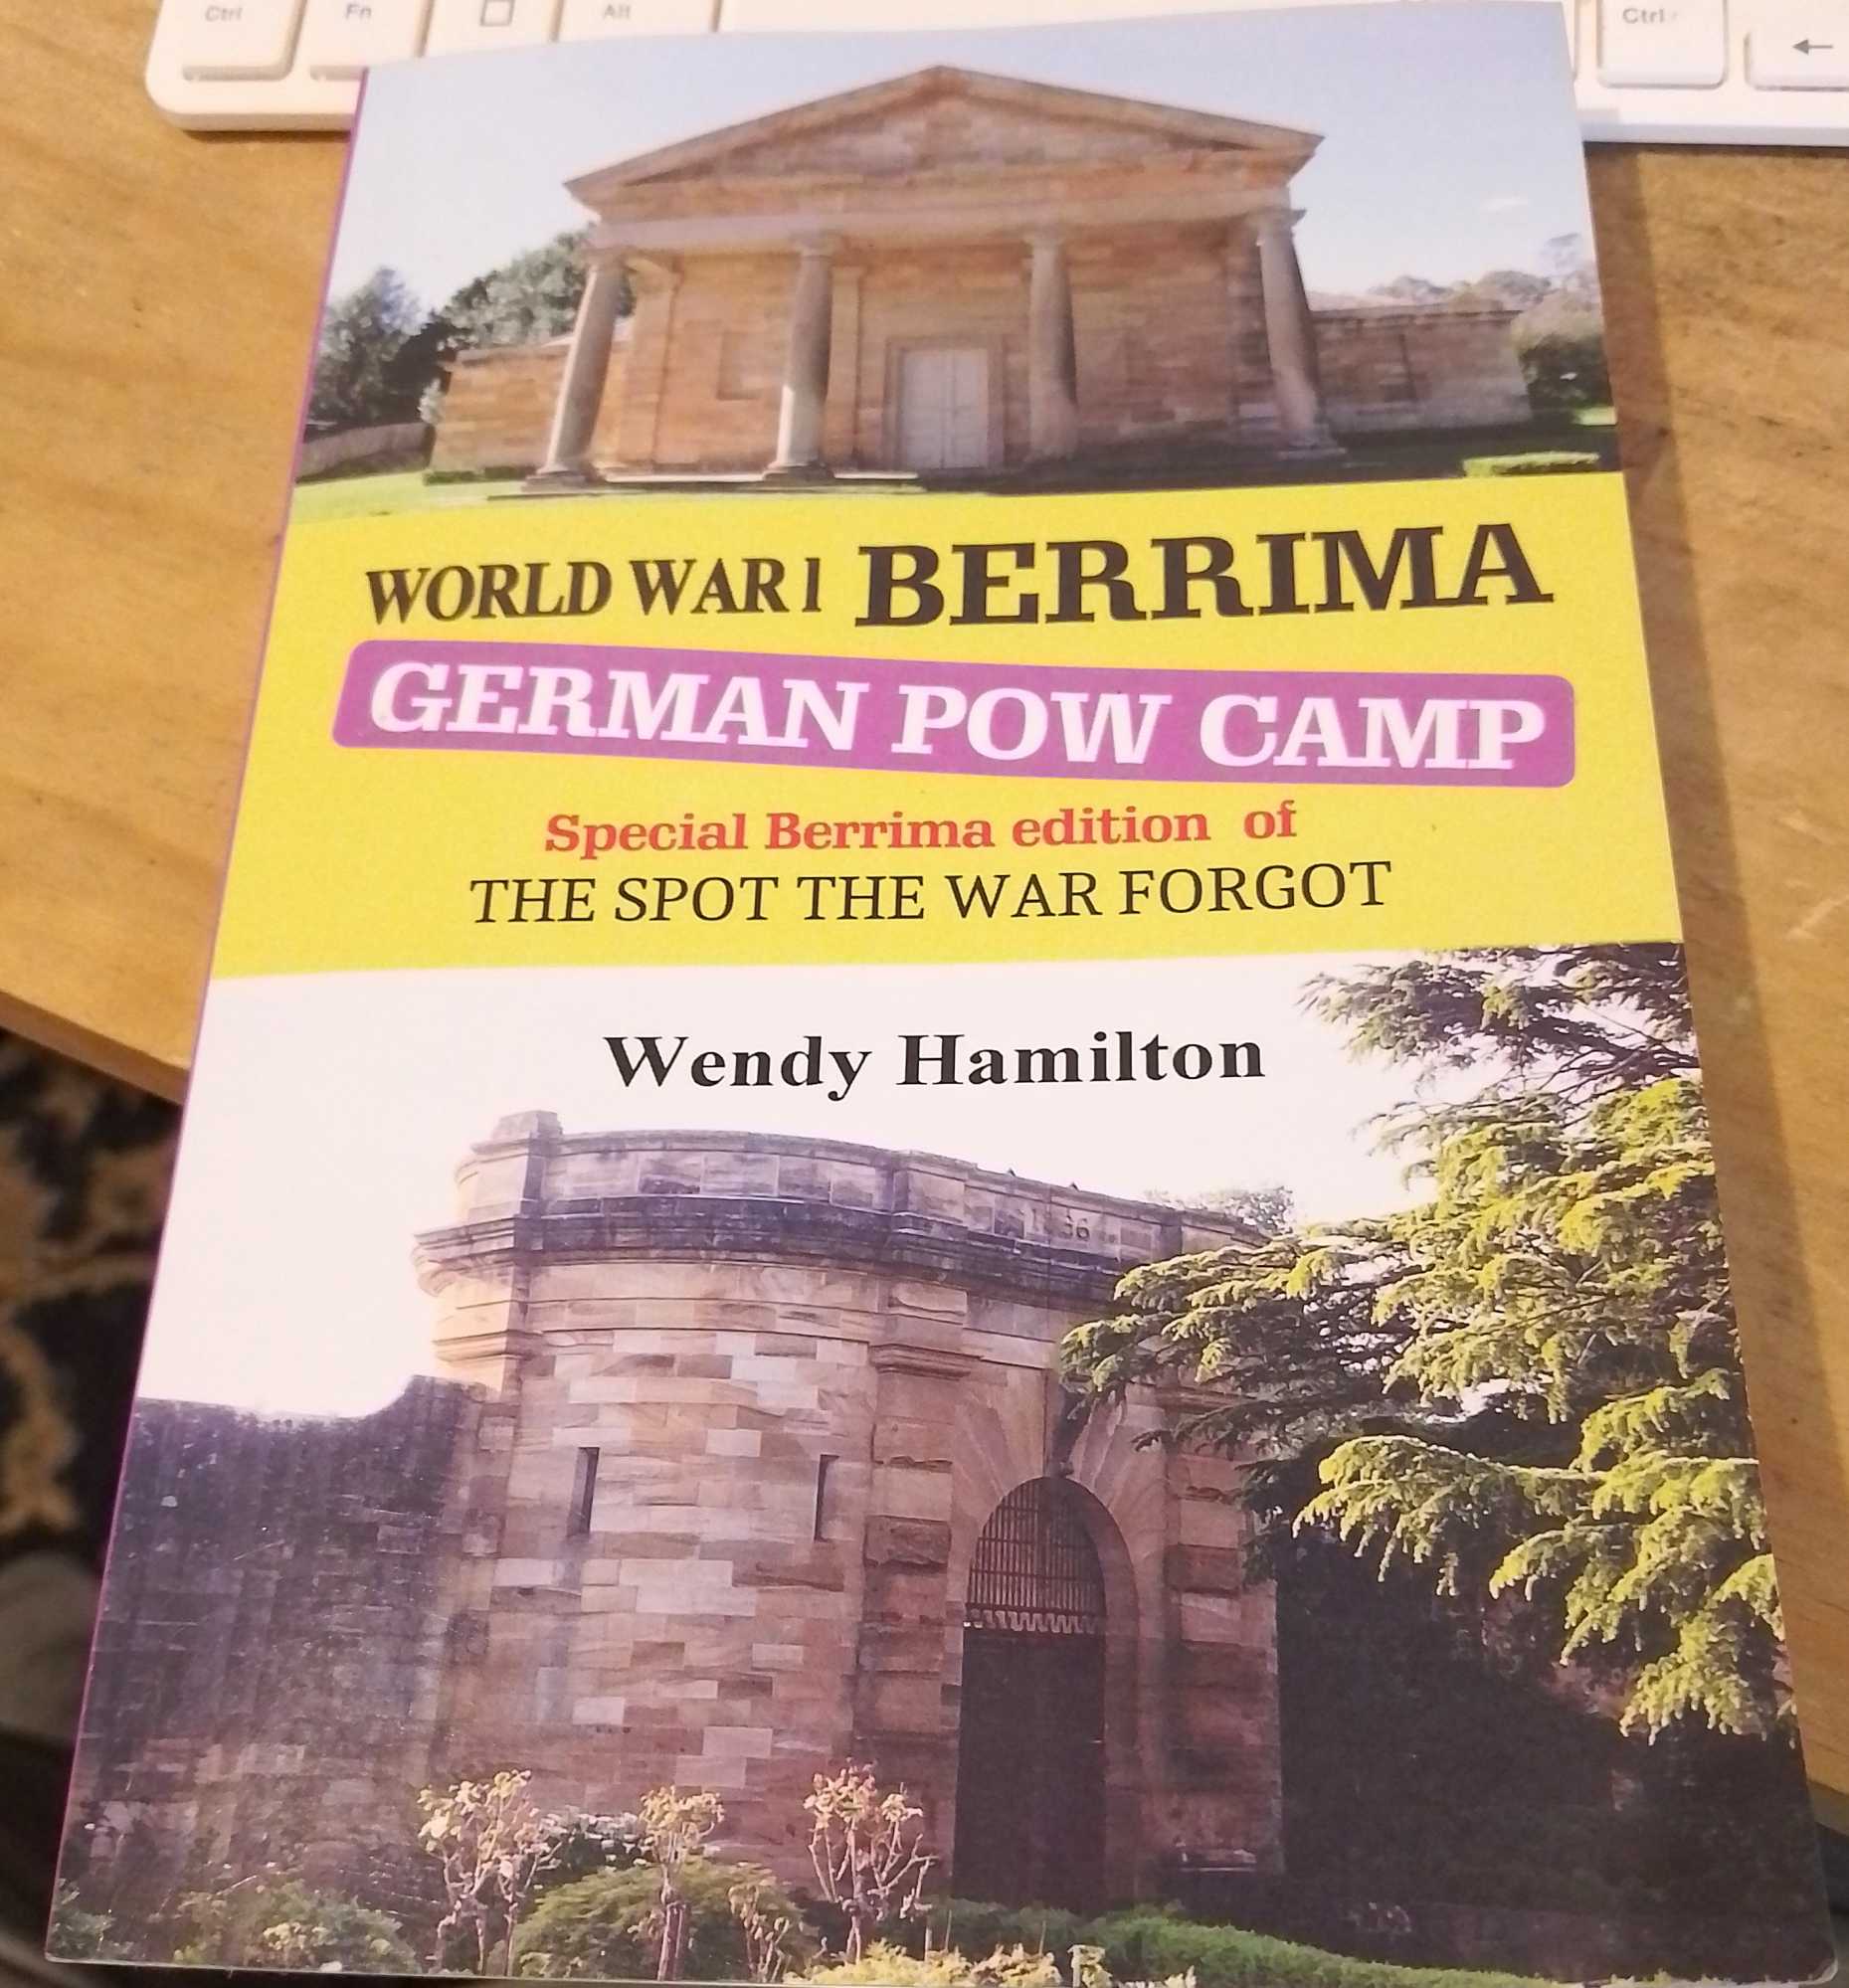 Ctrl Fn Alt Ctrl
WORLD WAR I BERRIMA
GERMAN POW CAMP
Special Berrima edition of
THE SPOT THE WAR FORGOT
Wendy Hamilton